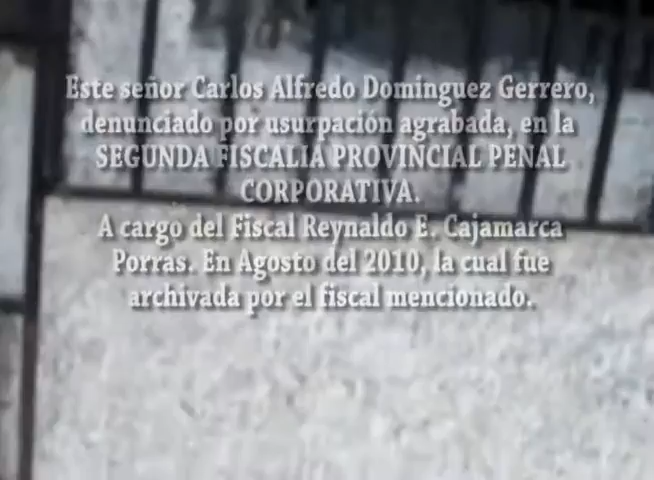 Este señor Carlos Alfredo Dominguez Gerrero,
denunciado por usurpación agrabada, en la
SEGUNDA FISCALIA PROVINCIAL PENAL
CORPORATIVA.
A cargo del Fiscal Reynaldo E. Cajamarca
Porras. En Agosto del 2010, la cual fue
archivada por el fiscal mencionado.